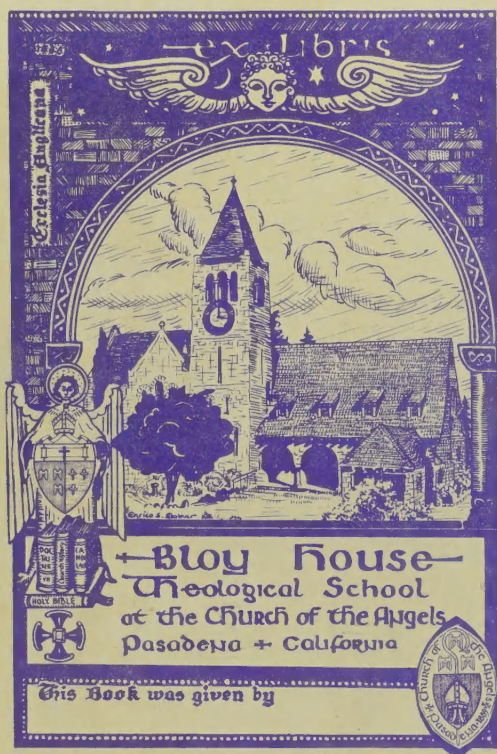 ex Libris
Ecclesia Anglicana
HOLY BIBLE
Bloy House
Theological School
at the Church of the Angels
Pasadena + California
This Book was given by
Church of the Angels